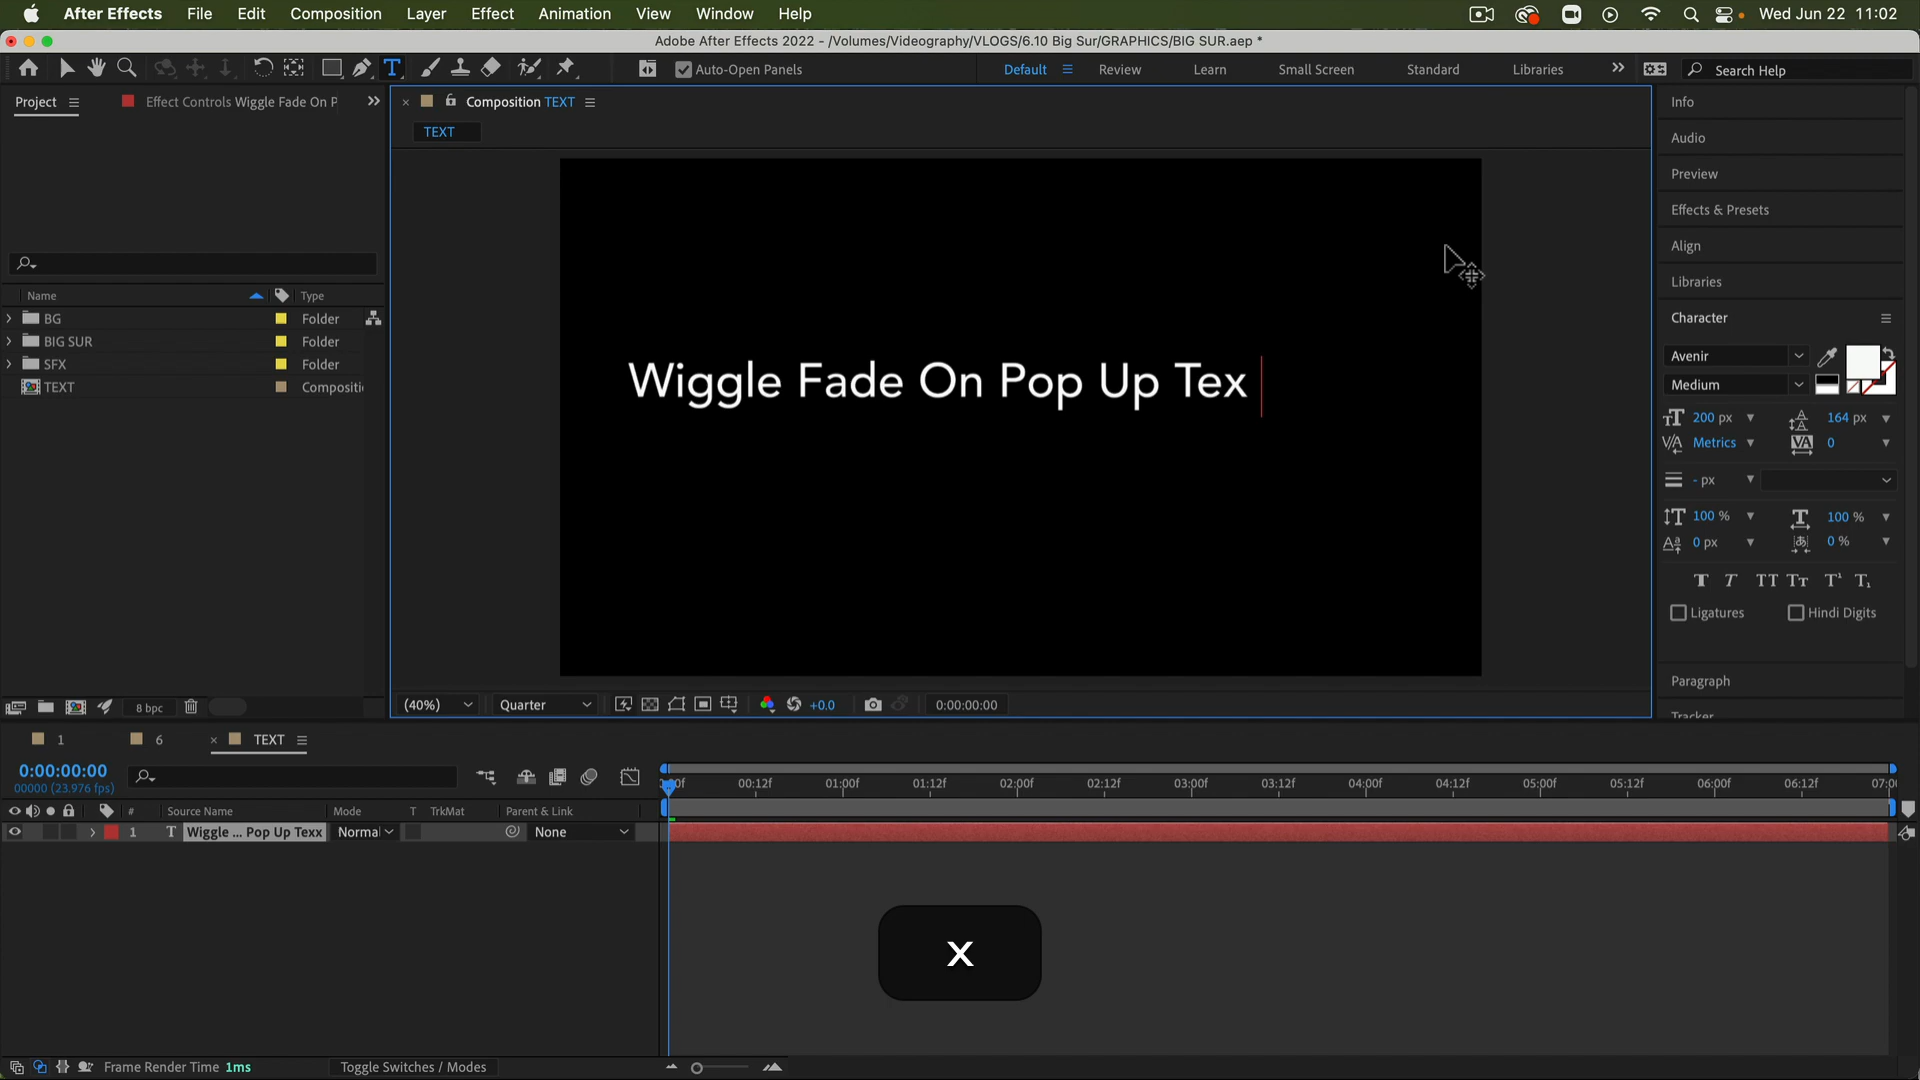 After Effects File Edit Composition Layer Effect Animation View Window Help Wed Jun 22 11:02
Adobe After Effects 2022 - /Volumes/Videography/VLOGS/6.10 Big Sur/GRAPHICS/BIG SUR.aep *
Auto-Open Panels Default Review Learn Small Screen Standard Libraries Search Help
Project Effect Controls Wiggle Fade On P Composition TEXT
TEXT
Wiggle Fade On Pop Up Tex
Name Type
BG Folder
BIG SUR Folder
SFX Folder
TEXT Compositi
8 bpc
(40%) Quarter +0.0 0:00:00:00
Info
Audio
Preview
Effects & Presets
Align
Libraries
Character
Avenir
Medium
200 px 164 px
Metrics 0
- px
100 % 100 %
0 px 0 %
Ligatures Hindi Digits
Paragraph
Tracker
1 6 TEXT
0:00:00:00
00000 (23.976 fps)
:00f 00:12f 01:00f 01:12f 02:00f 02:12f 03:00f 03:12f 04:00f 04:12f 05:00f 05:12f 06:00f 06:12f 07:00
# Source Name Mode T TrkMat Parent & Link
1 T Wiggle ... Pop Up Texx Normal None
x
Frame Render Time 1ms Toggle Switches / Modes